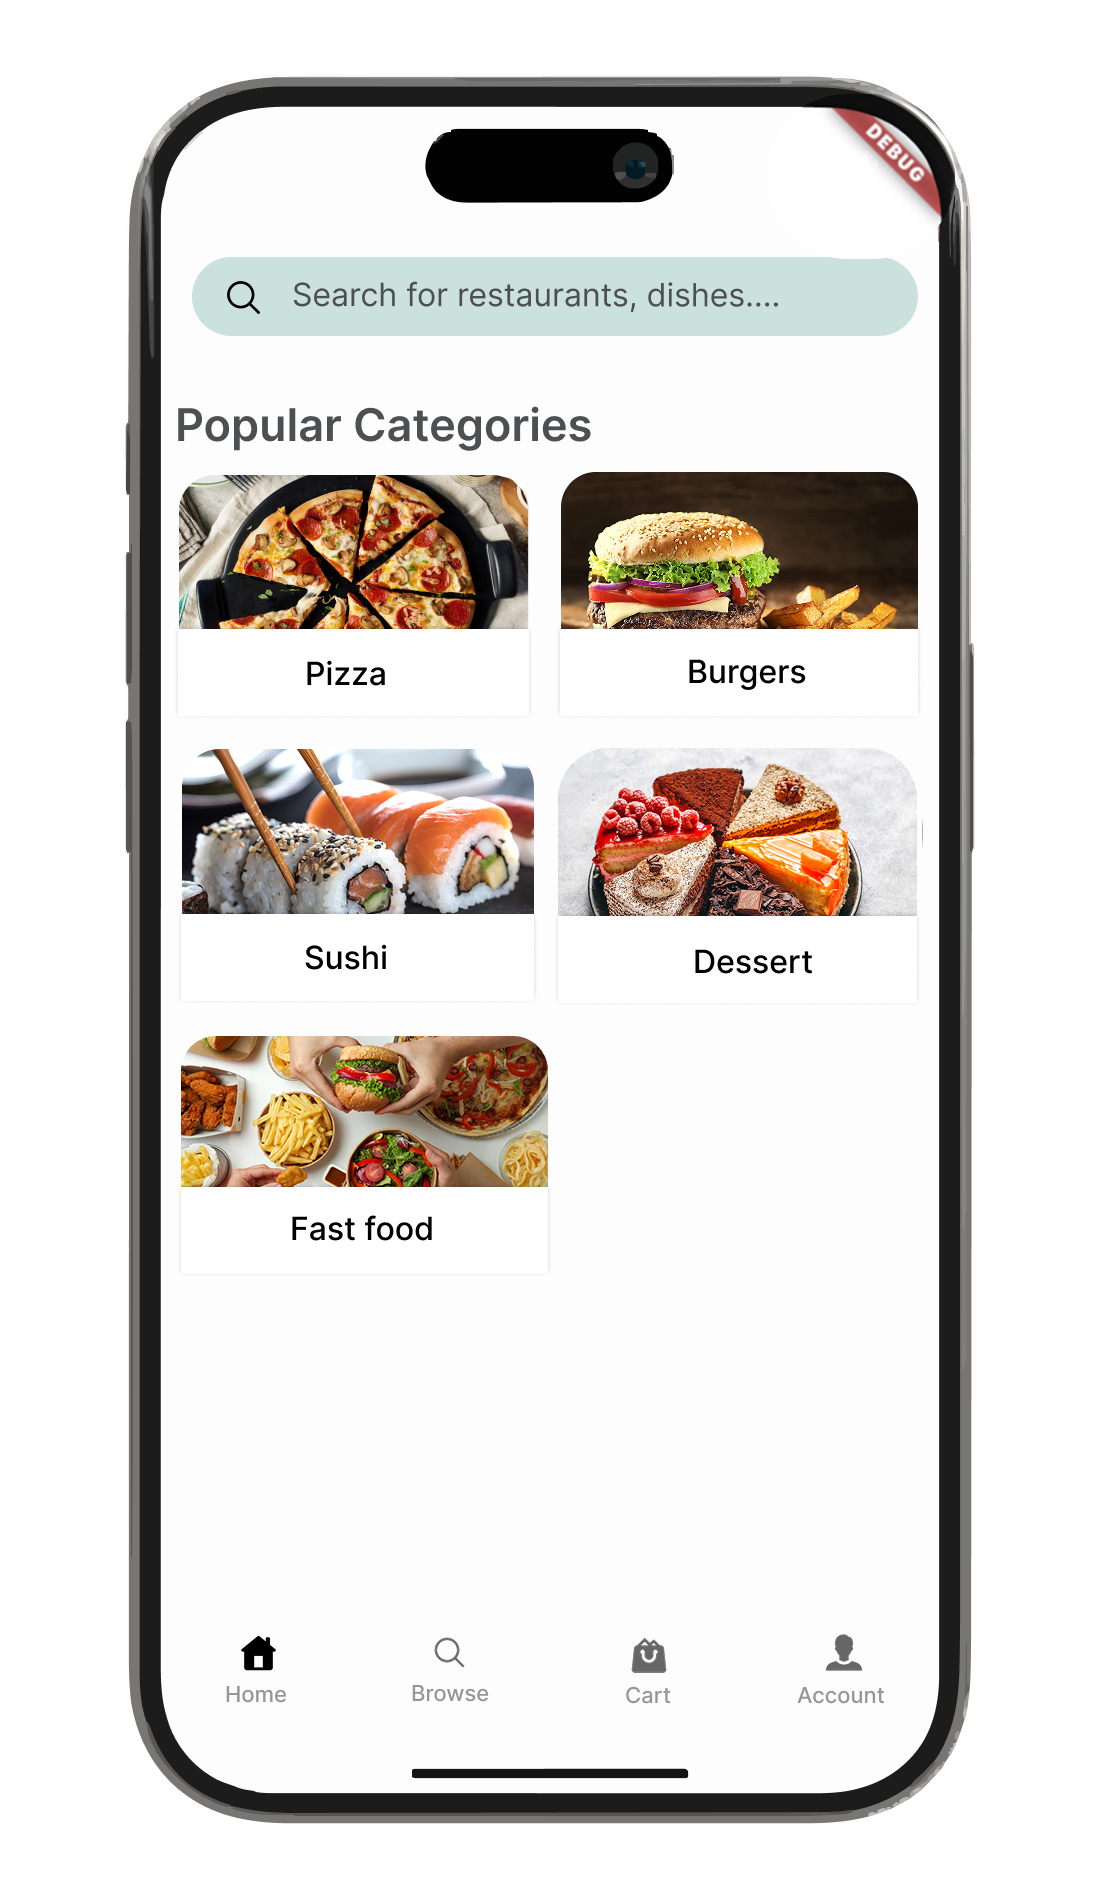 DEBUG
Search for restaurants, dishes....
Popular Categories
Pizza
Burgers
Sushi
Dessert
Fast food
Home
Browse
Cart
Account